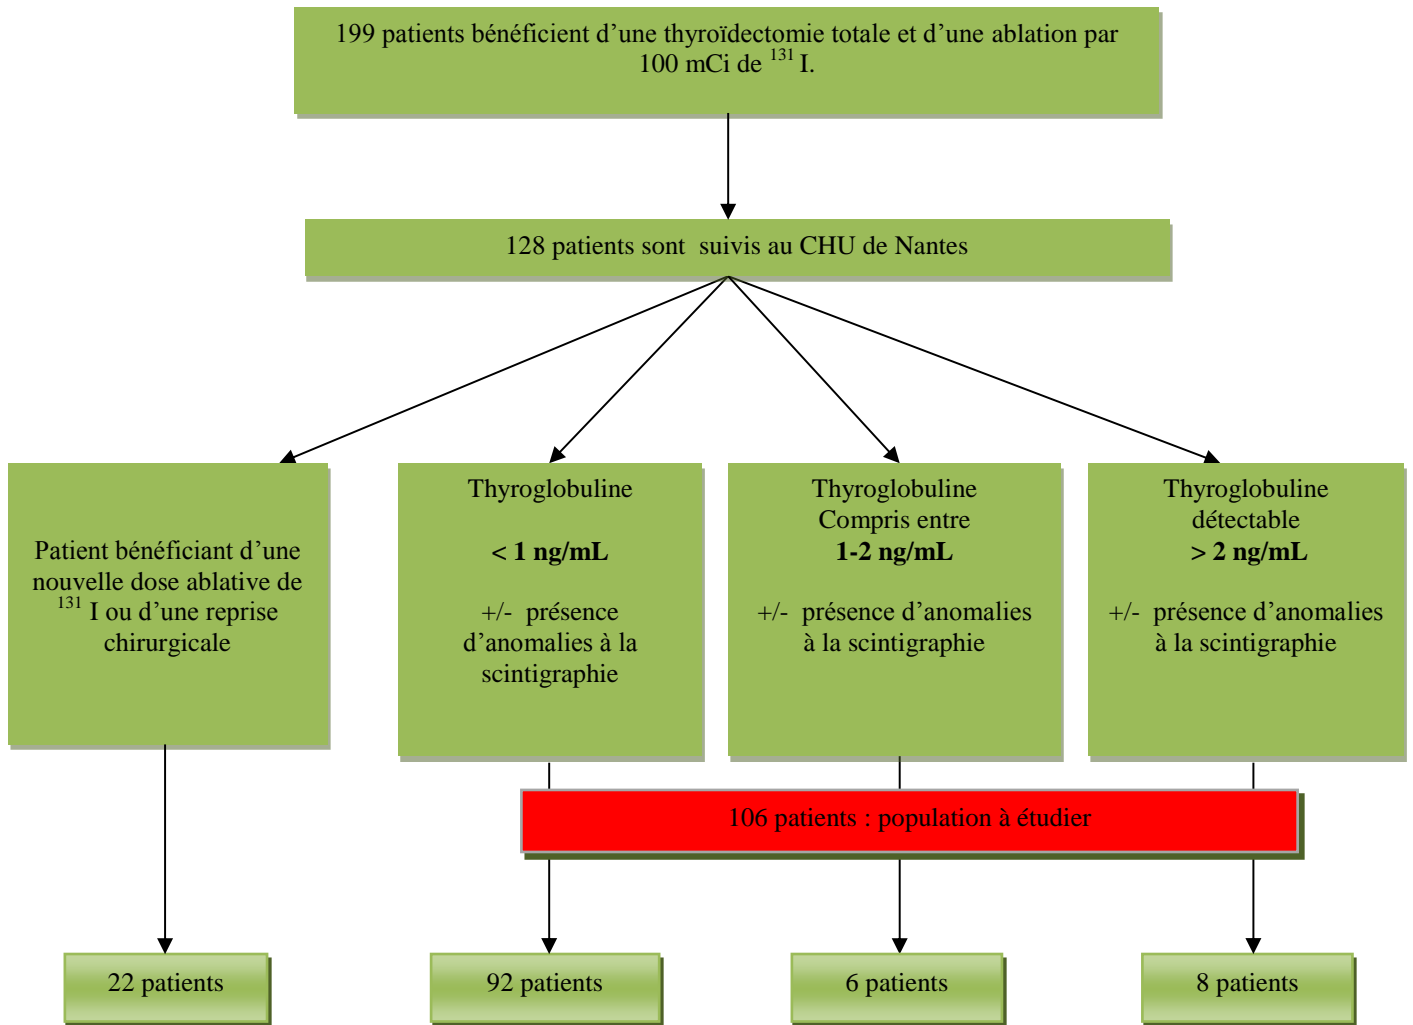 199 patients bénéficient d'une thyroïdectomie totale et d'une ablation par
100 mCi de 131 I.
128 patients sont suivis au CHU de Nantes
Patient bénéficiant d'une
nouvelle dose ablative de
131 I ou d'une reprise
chirurgicale
Thyroglobuline
< 1 ng/mL
+/- présence
d'anomalies à la
scintigraphie
Thyroglobuline
Compris entre
1-2 ng/mL
+/- présence d'anomalies
à la scintigraphie
Thyroglobuline
détectable
> 2 ng/mL
+/- présence d'anomalies
à la scintigraphie
106 patients : population à étudier
22 patients
92 patients
6 patients
8 patients